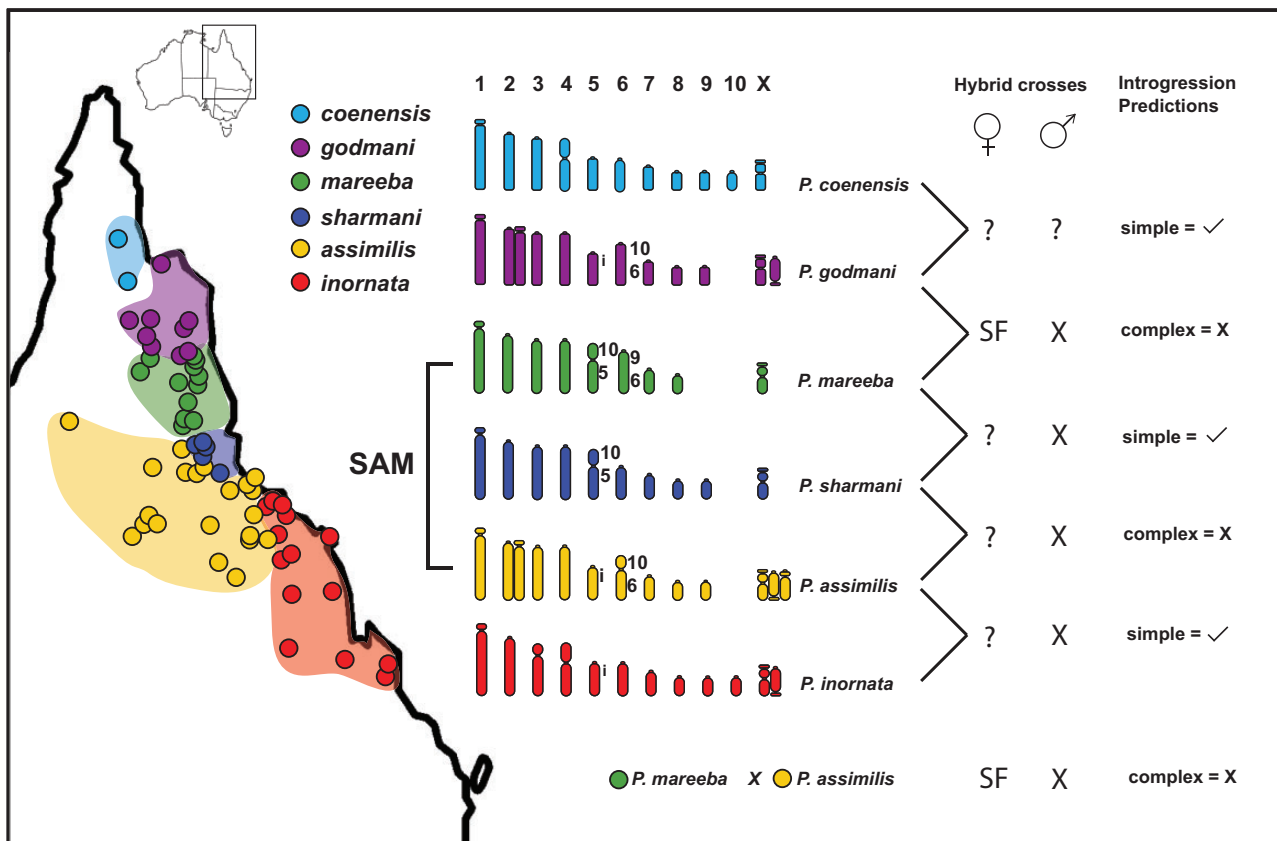 1 2 3 4 5 6 7 8 9 10 X
Hybrid crosses
Introgression
Predictions
♀ ♂
coenensis
godmani
mareeba
sharmani
assimilis
inornata
P. coenensis
? ? simple = ✓
i 10
6
P. godmani
SF X complex = X
10
5
9
6
P. mareeba
SAM
? X simple = ✓
10
5
P. sharmani
? X complex = X
i 10
6
P. assimilis
? X simple = ✓
i
P. inornata
P. mareeba X P. assimilis SF X complex = X